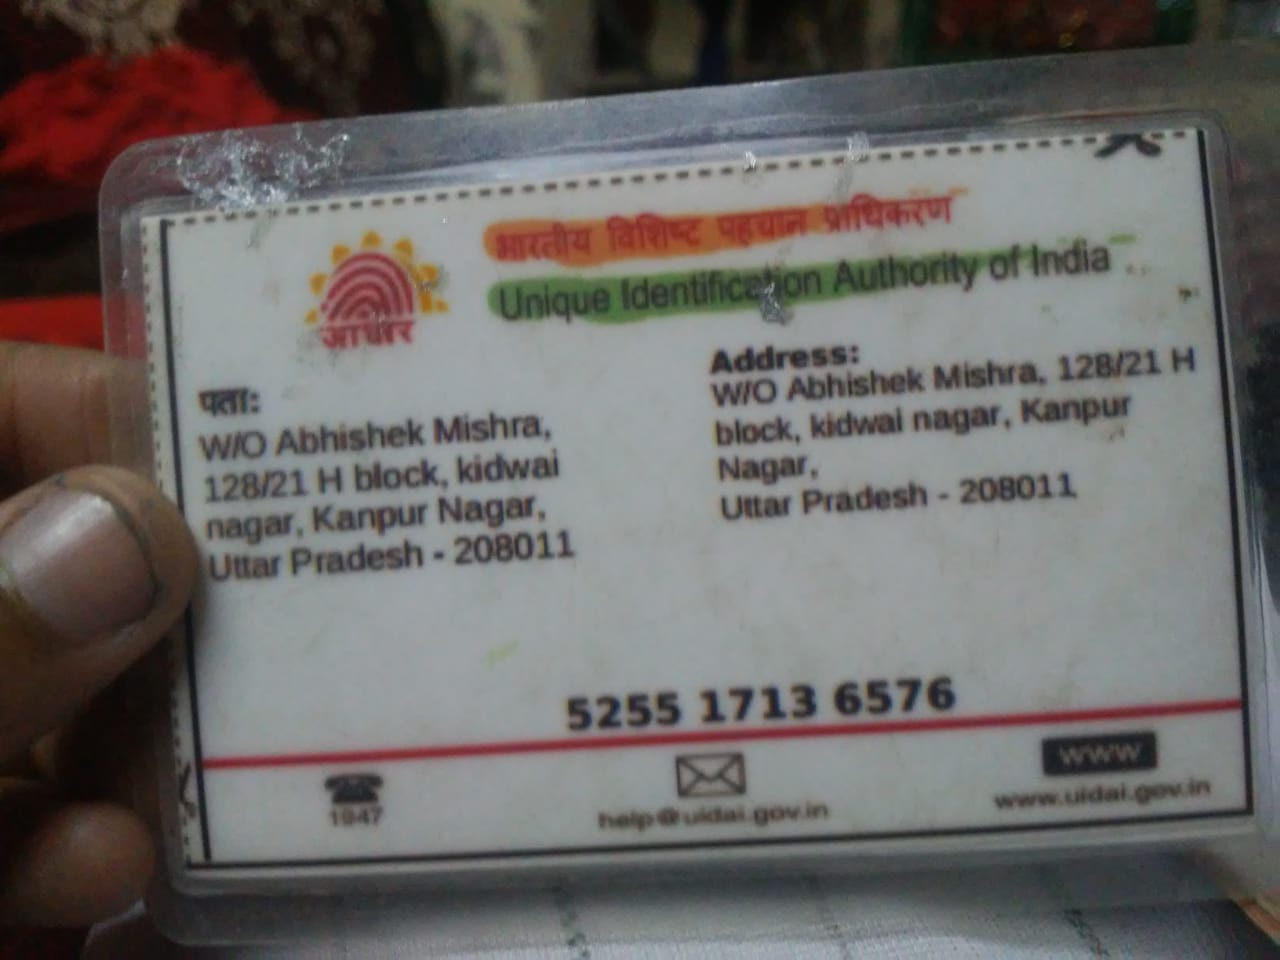 भारतीय विशिष्ट पहचान प्राधिकरण
Unique Identification Authority of India
आधार
पता:
W/O Abhishek Mishra,
128/21 H block, kidwai
nagar, Kanpur Nagar,
Uttar Pradesh - 208011
Address:
W/O Abhishek Mishra, 128/21 H
block, kidwai nagar, Kanpur
Nagar,
Uttar Pradesh - 208011
5255 1713 6576
1947
help@uidai.gov.in
WWW
www.uidai.gov.in